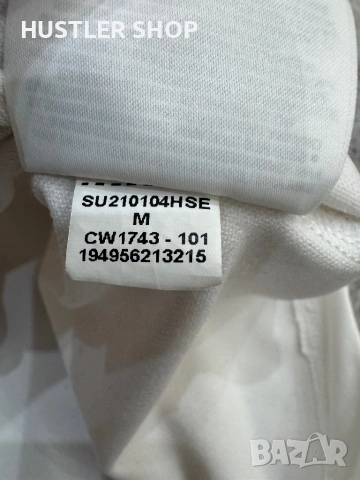 HUSTLER SHOP
SU210104HSE
M
CW1743 - 101
194956213215
BAZAR